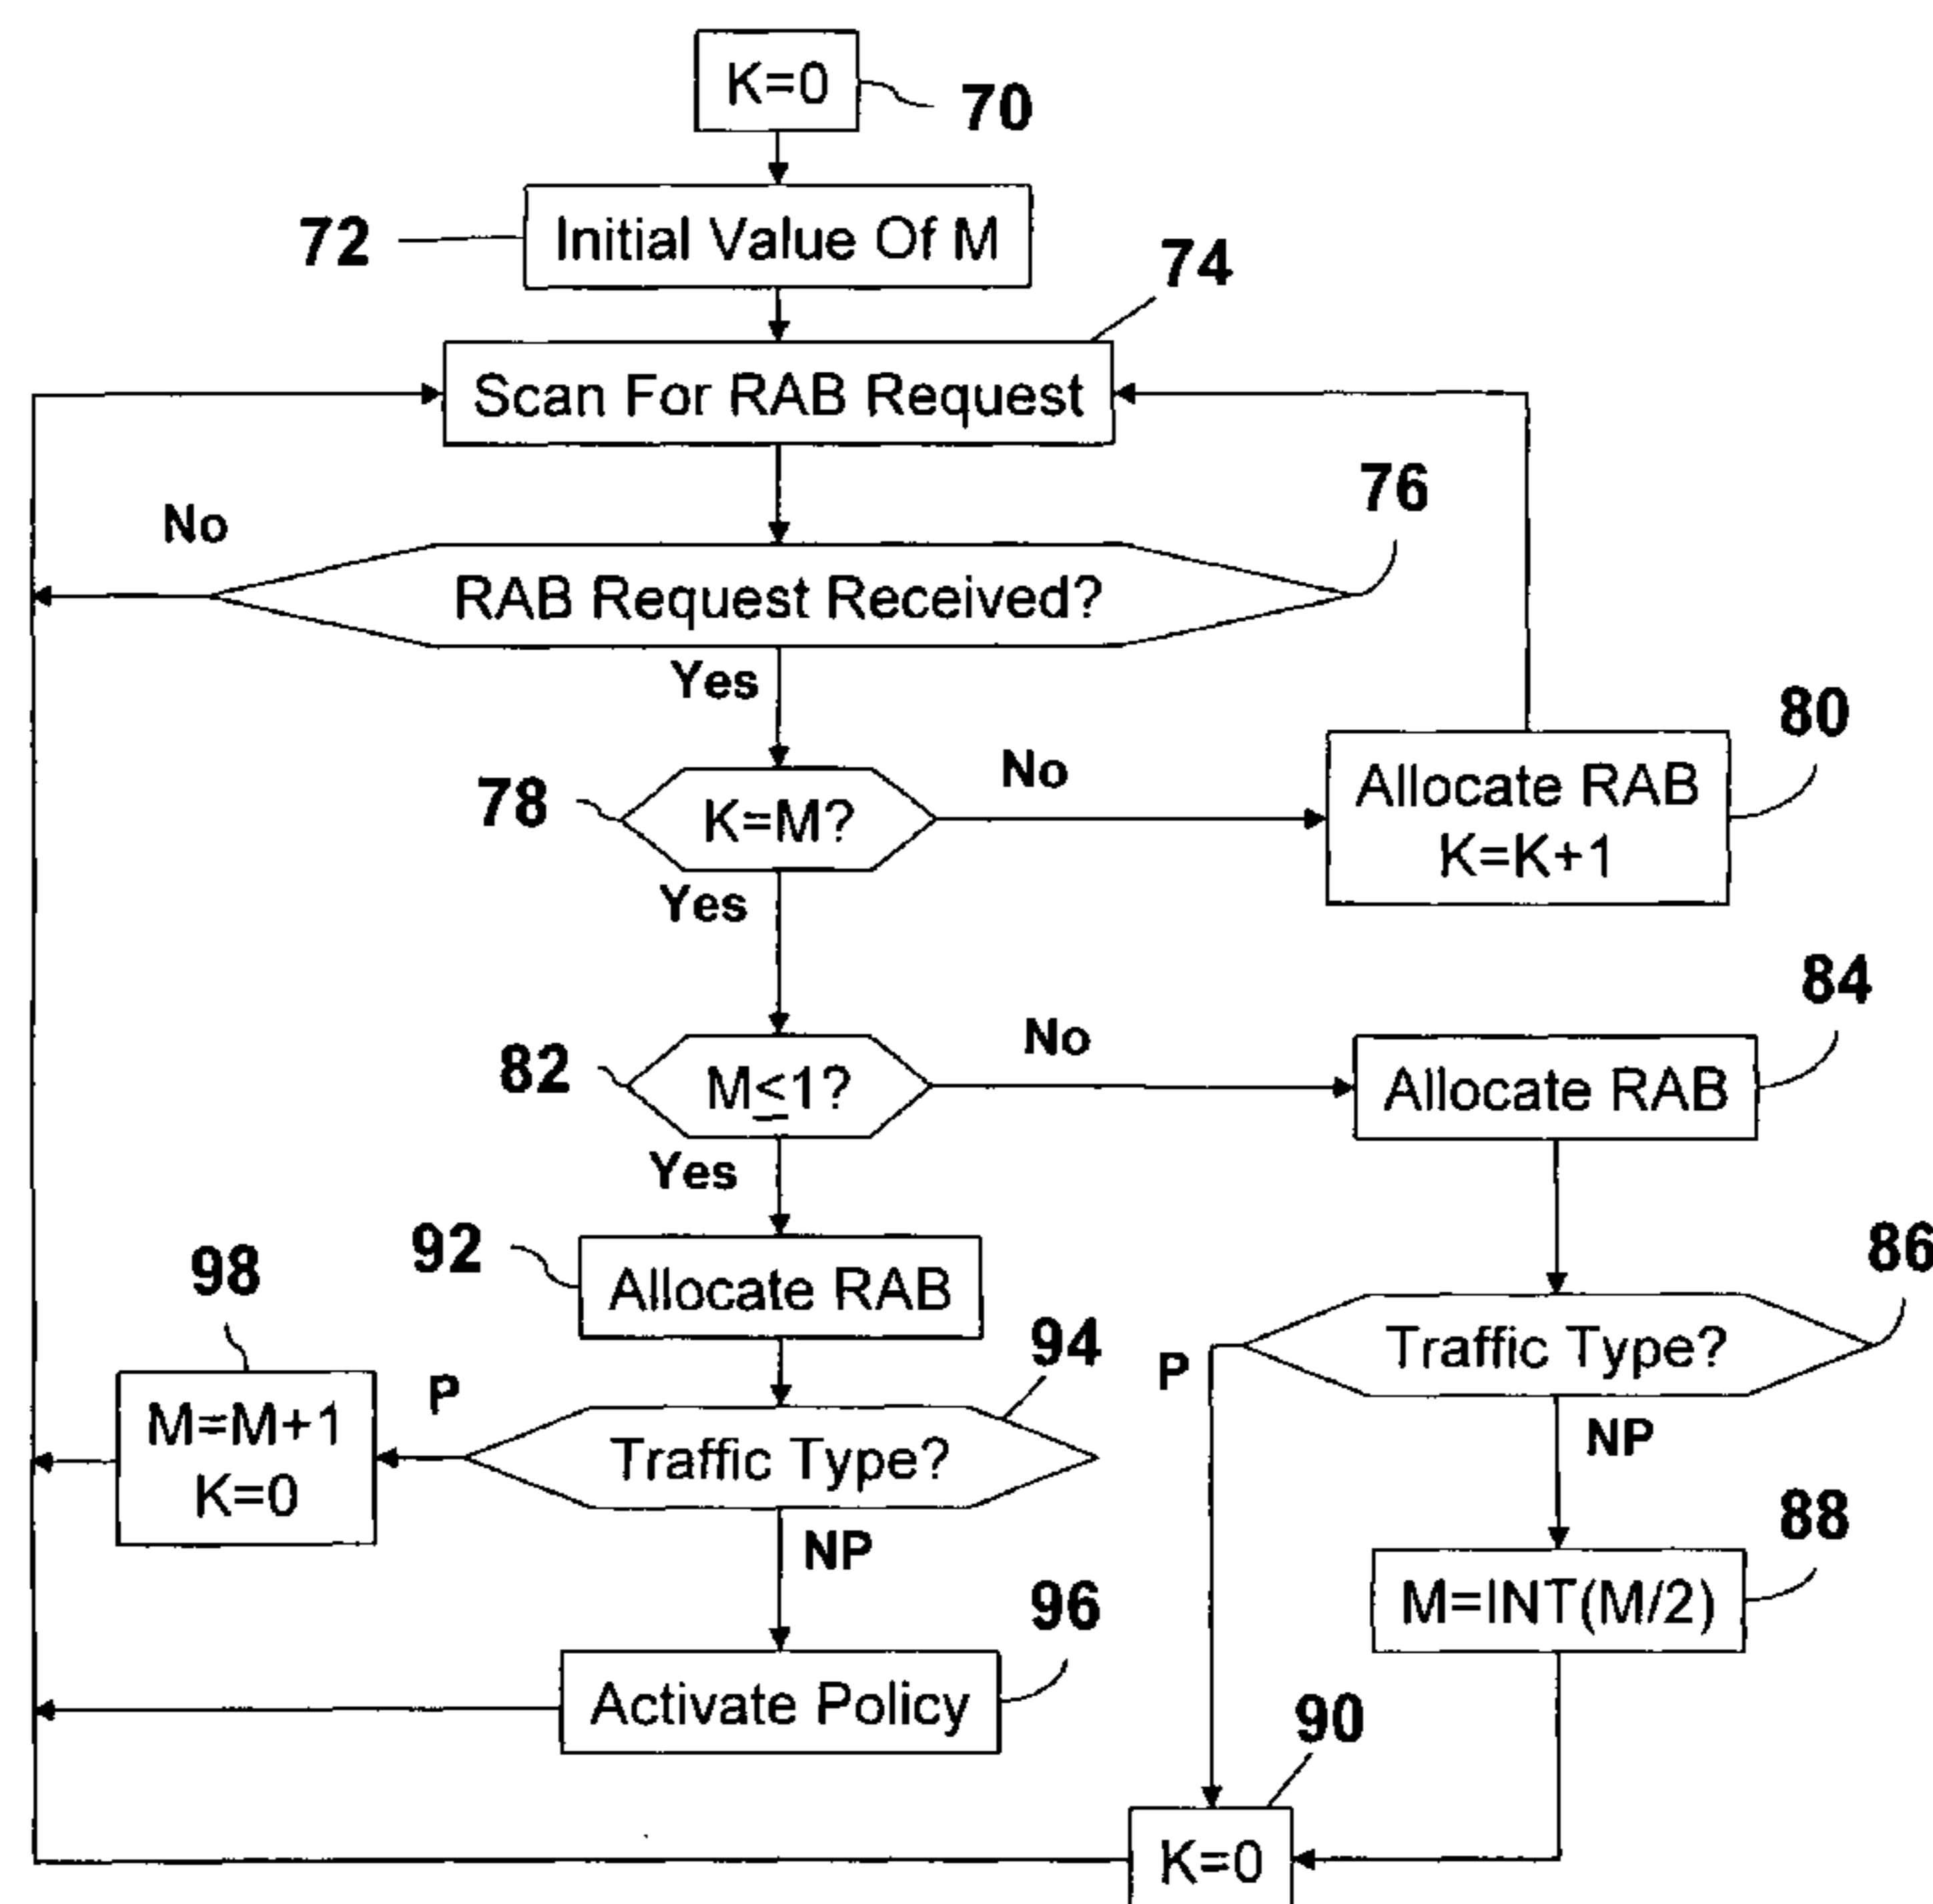 K=0
70
72
Initial Value Of M
74
Scan For RAB Request
76
No
RAB Request Received?
Yes
80
78
K=M?
No
Allocate RAB
K=K+1
Yes
84
82
M≤1?
No
Allocate RAB
Yes
92
Allocate RAB
86
98
94
P
Traffic Type?
M=M+1
K=0
P
Traffic Type?
NP
NP
88
96
M=INT(M/2)
Activate Policy
90
K=0